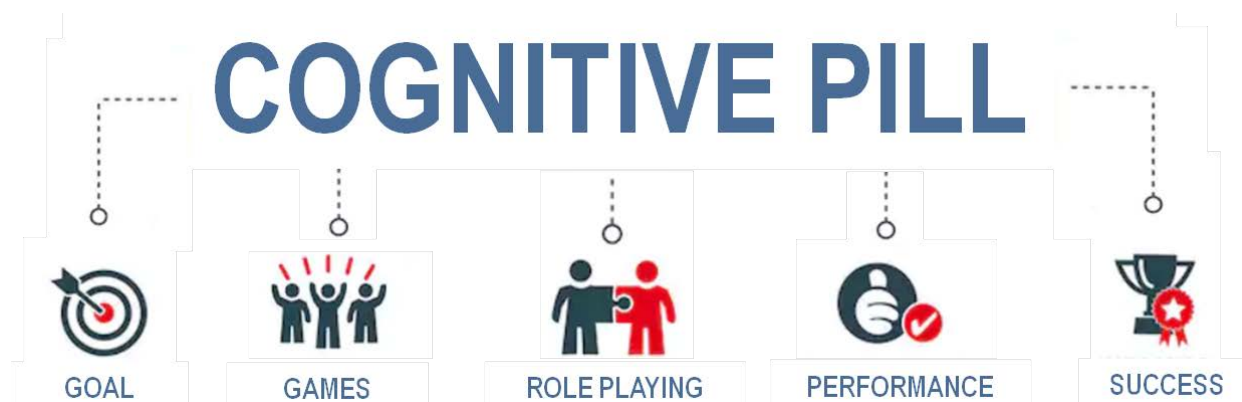 COGNITIVE PILL
GOAL
GAMES
ROLE PLAYING
PERFORMANCE
SUCCESS